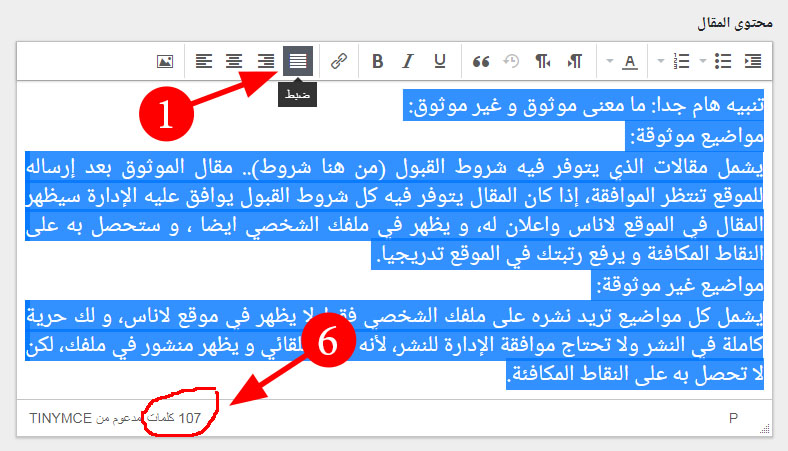 محتوى المقال
B I U A
ضبط
1
تنبيه هام جدا: ما معنى موثوق و غير موثوق:
مواضيع موثوقة:
يشمل مقالات الذي يتوفر فيه شروط القبول (من هنا شروط).. مقال الموثوق بعد إرساله
للموقع تنتظر الموافقة، إذا كان المقال يتوفر فيه كل شروط القبول يوافق عليه الإدارة سيظهر
المقال في الموقع لاناس واعلان له، و يظهر في ملفك الشخصي ايضا ، و ستحصل به على
النقاط المكافئة و يرفع رتبتك في الموقع تدريجيا.
مواضيع غير موثوقة:
يشمل كل مواضيع تريد نشره على ملفك الشخصي لا يظهر في موقع لاناس، و لك حرية
كاملة في النشر ولا تحتاج موافقة الإدارة للنشر، لأنه و يظهر منشور في ملفك، لكن
لا تحصل به على النقاط المكافئة.
6
P
107 كلمات مدعوم من TINYMCE